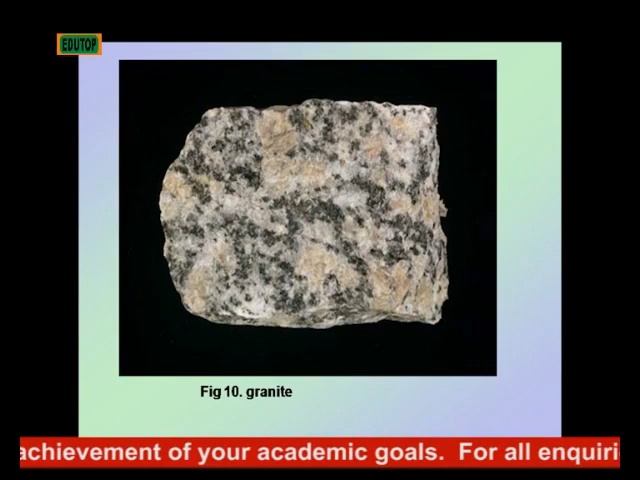 EDUTOP
Fig 10. granite
achievement of your academic goals. For all enquiri